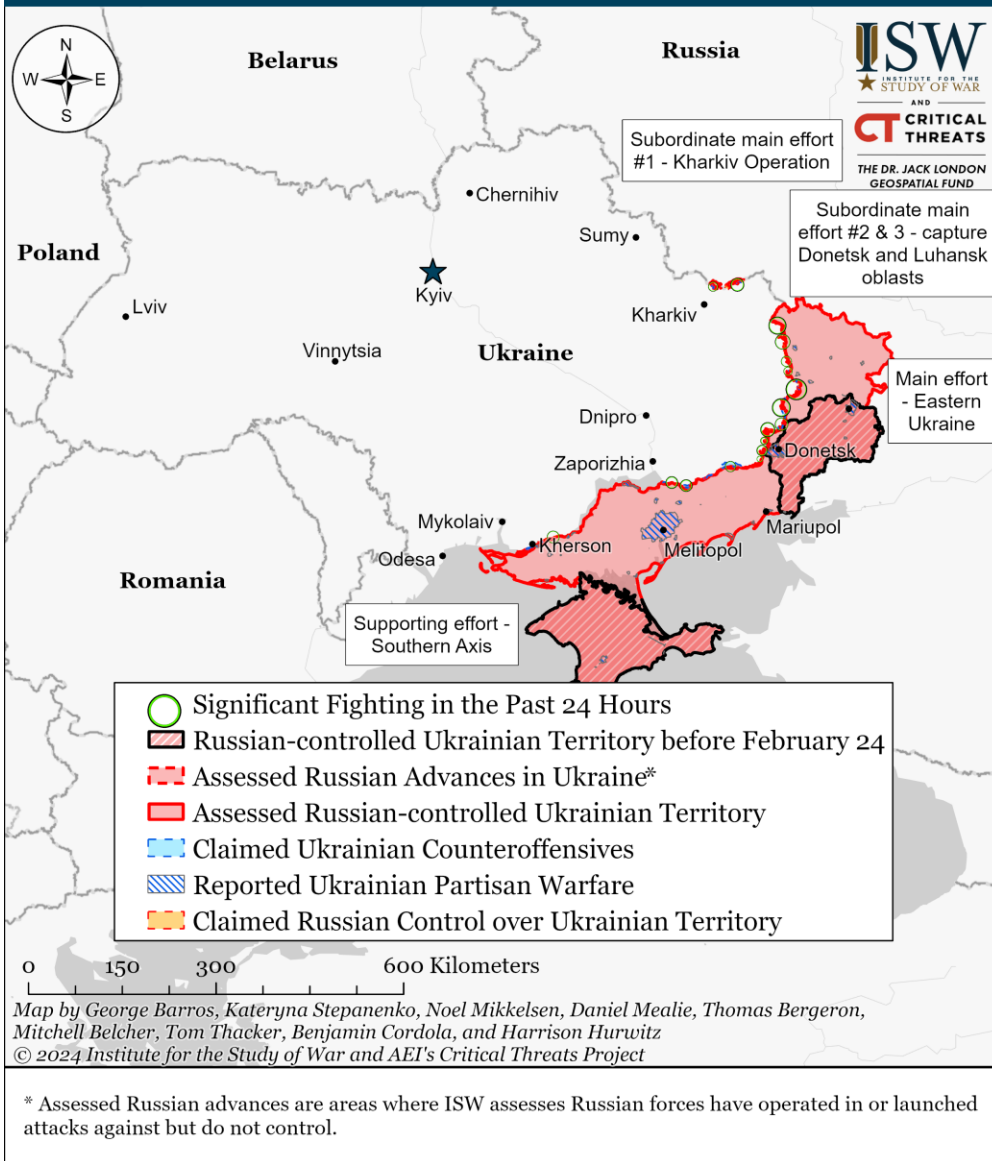 N
W
E
S
Belarus
Russia
ISW
INSTITUTE FOR THE
STUDY OF WAR
AND
CT CRITICAL
THREATS
THE DR. JACK LONDON
GEOSPATIAL FUND
Subordinate main effort
#1 - Kharkiv Operation
Subordinate main
effort #2 & 3 - capture
Donetsk and Luhansk
oblasts
Chernihiv
Sumy
Poland
Kyiv
Lviv
Kharkiv
Vinnytsia
Ukraine
Main effort
- Eastern
Ukraine
Dnipro
Donetsk
Zaporizhia
Mykolaiv
Mariupol
Kherson
Melitopol
Odesa
Romania
Supporting effort -
Southern Axis
Significant Fighting in the Past 24 Hours
Russian-controlled Ukrainian Territory before February 24
Assessed Russian Advances in Ukraine*
Assessed Russian-controlled Ukrainian Territory
Claimed Ukrainian Counteroffensives
Reported Ukrainian Partisan Warfare
Claimed Russian Control over Ukrainian Territory
0 150 300 600 Kilometers
Map by George Barros, Kateryna Stepanenko, Noel Mikkelsen, Daniel Mealie, Thomas Bergeron,
Mitchell Belcher, Tom Thacker, Benjamin Cordola, and Harrison Hurwitz
© 2024 Institute for the Study of War and AEI's Critical Threats Project
* Assessed Russian advances are areas where ISW assesses Russian forces have operated in or launched
attacks against but do not control.